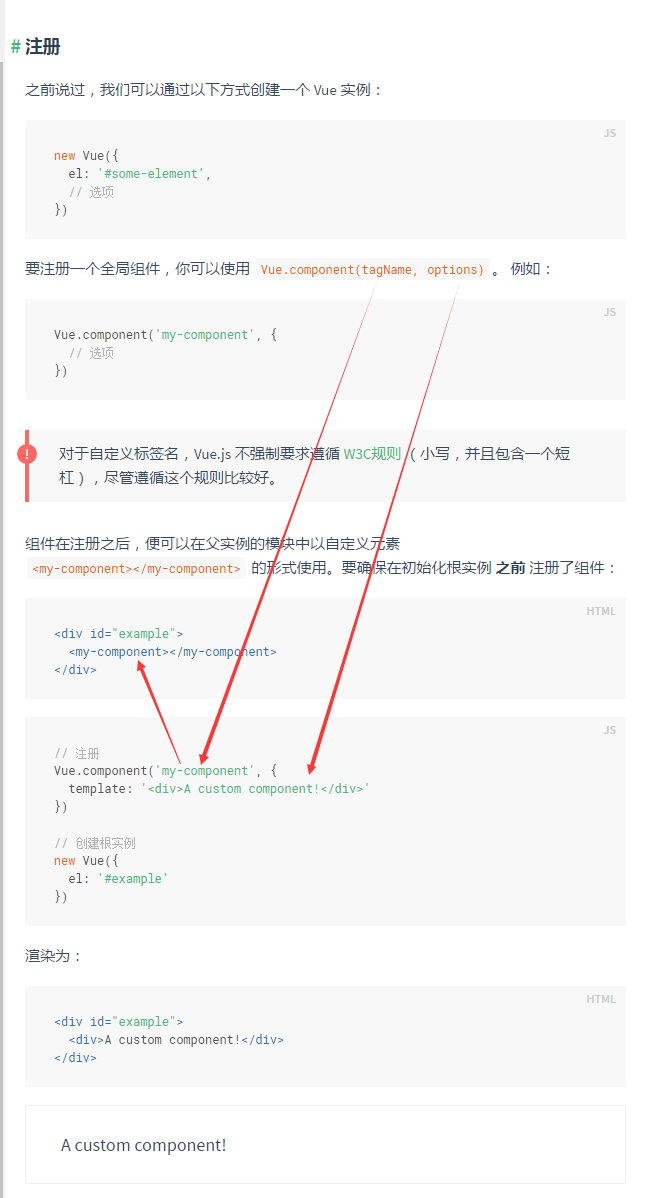 # 注册
之前说过，我们可以通过以下方式创建一个 Vue 实例：
JS
new Vue({
  el: '#some-element',
  // 选项
})
要注册一个全局组件，你可以使用 Vue.component(tagName, options) 。 例如：
JS
Vue.component('my-component', {
  // 选项
})
!
对于自定义标签名，Vue.js 不强制要求遵循 W3C规则 （小写，并且包含一个短
杠），尽管遵循这个规则比较好。
组件在注册之后，便可以在父实例的模块中以自定义元素
<my-component></my-component> 的形式使用。要确保在初始化根实例 之前 注册了组件：
HTML
<div id="example">
  <my-component></my-component>
</div>
JS
// 注册
Vue.component('my-component', {
  template: '<div>A custom component!</div>'
})
// 创建根实例
new Vue({
  el: '#example'
})
渲染为：
HTML
<div id="example">
  <div>A custom component!</div>
</div>
A custom component!